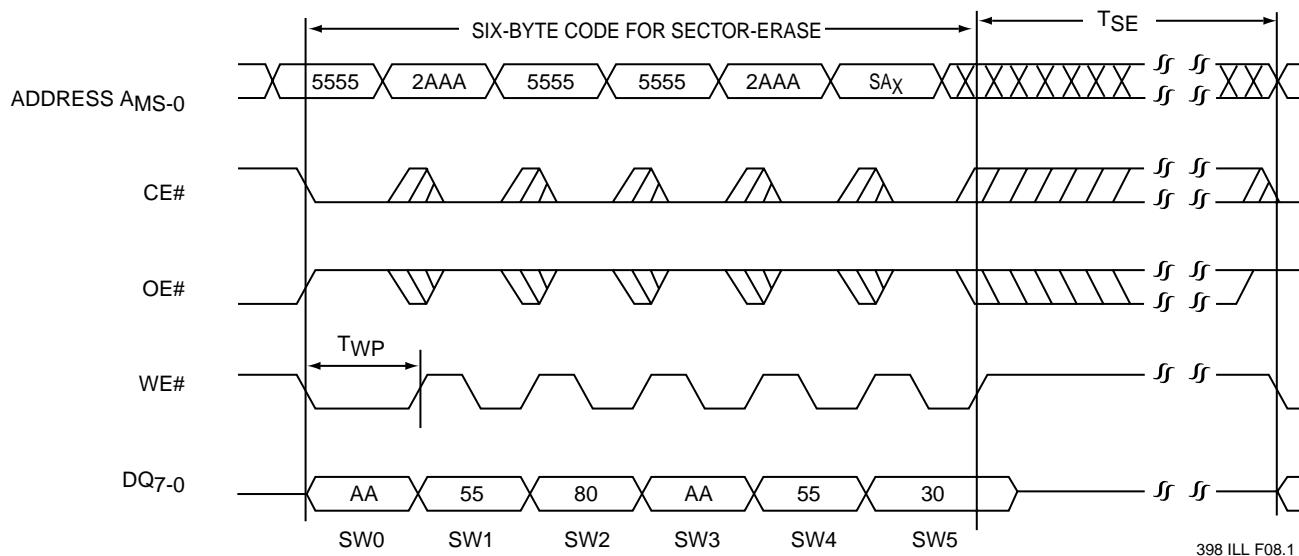 SIX-BYTE CODE FOR SECTOR-ERASE TSE
ADDRESS AMS-0 5555 2AAA 5555 5555 2AAA SAX
CE#
OE#
TWP
WE#
DQ7-0 AA 55 80 AA 55 30
SW0 SW1 SW2 SW3 SW4 SW5
398 ILL F08.1